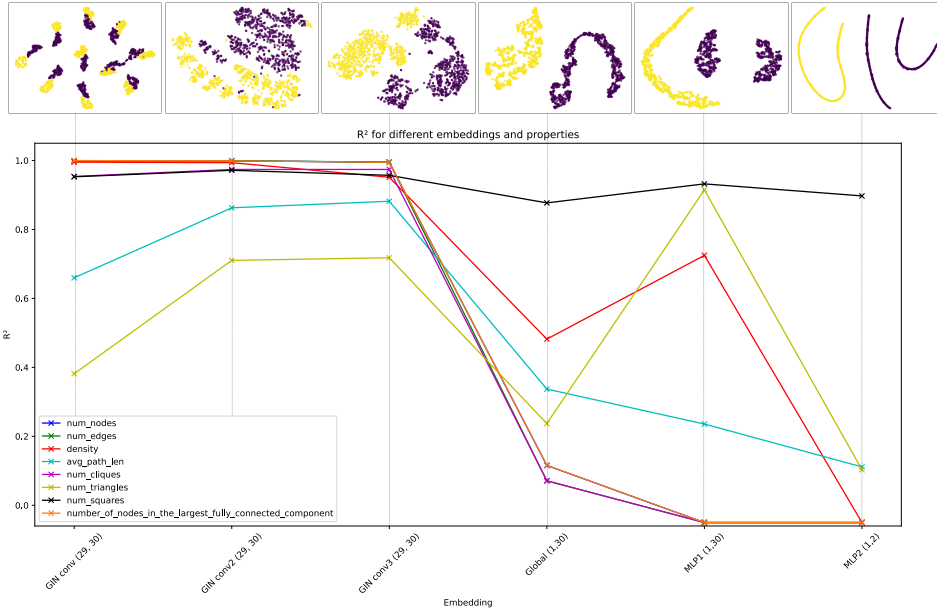 R² for different embeddings and properties
1.0
0.8
0.6
0.4
0.2
0.0
R²
num_nodes
num_edges
density
avg_path_len
num_cliques
num_triangles
num_squares
number_of_nodes_in_the_largest_fully_connected_component
GIN conv (29, 30)
GIN conv2 (29, 30)
GIN conv3 (29, 30)
Global (1,30)
MLP1 (1,30)
MLP2 (1,2)
Embedding